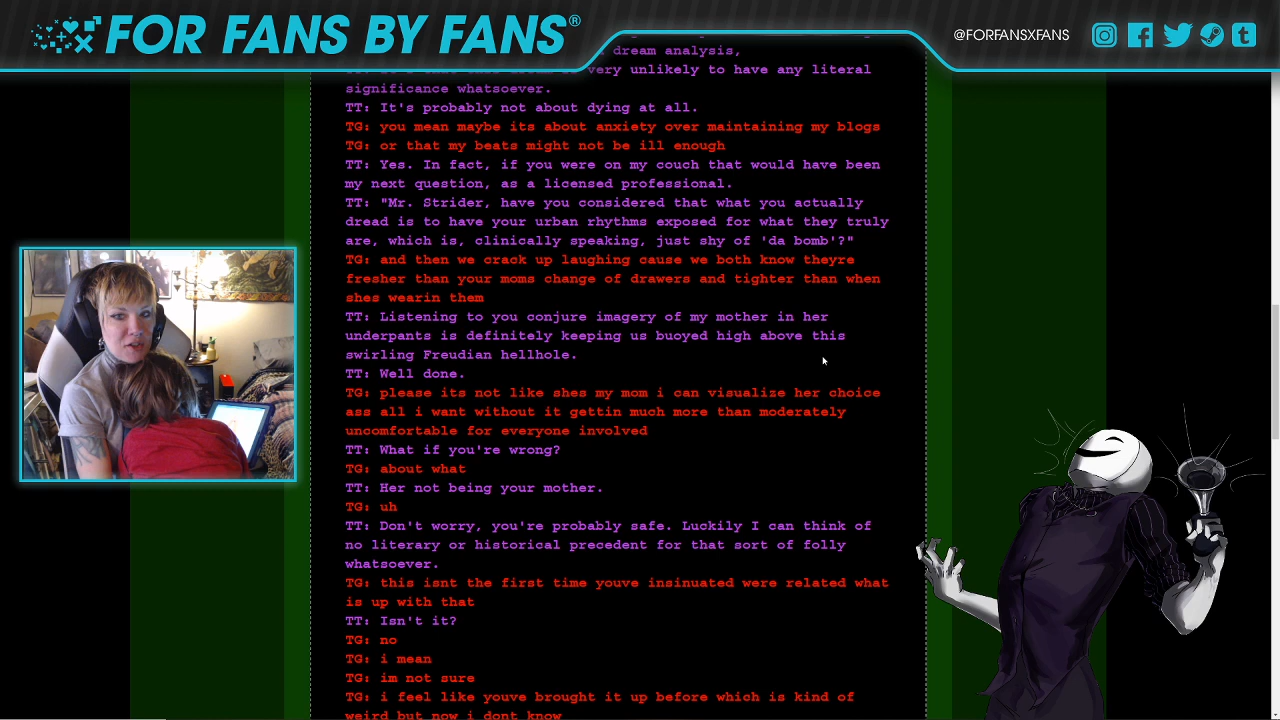 FOR FANS BY FANS®
@FORFANSXFANS
dream analysis,
very unlikely to have any literal
significance whatsoever.
TT: It's probably not about dying at all.
TG: you mean maybe its about anxiety over maintaining my blogs
TG: or that my beats might not be ill enough
TT: Yes. In fact, if you were on my couch that would have been
my next question, as a licensed professional.
TT: "Mr. Strider, have you considered that what you actually
dread is to have your urban rhythms exposed for what they truly
are, which is, clinically speaking, just shy of 'da bomb'?"
TG: and then we crack up laughing cause we both know theyre
fresher than your moms change of drawers and tighter than when
shes wearin them
TT: Listening to you conjure imagery of my mother in her
underpants is definitely keeping us buoyed high above this
swirling Freudian hellhole.
TT: Well done.
TG: please its not like shes my mom i can visualize her choice
ass all i want without it gettin much more than moderately
uncomfortable for everyone involved
TT: What if you're wrong?
TG: about what
TT: Her not being your mother.
TG: uh
TT: Don't worry, you're probably safe. Luckily I can think of
no literary or historical precedent for that sort of folly
whatsoever.
TG: this isnt the first time youve insinuated were related what
is up with that
TT: Isn't it?
TG: no
TG: i mean
TG: im not sure
TG: i feel like youve brought it up before which is kind of
weird but now i dont know